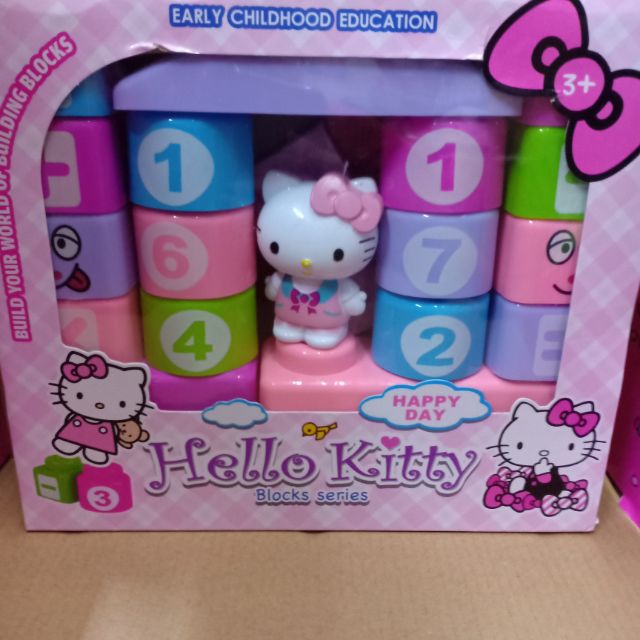 EARLY CHILDHOOD EDUCATION
BUILD YOUR WORLD OF BUILDING BLOCKS
3+
1
1
6
7
4
2
HAPPY
DAY
Hello Kitty
Blocks series
3